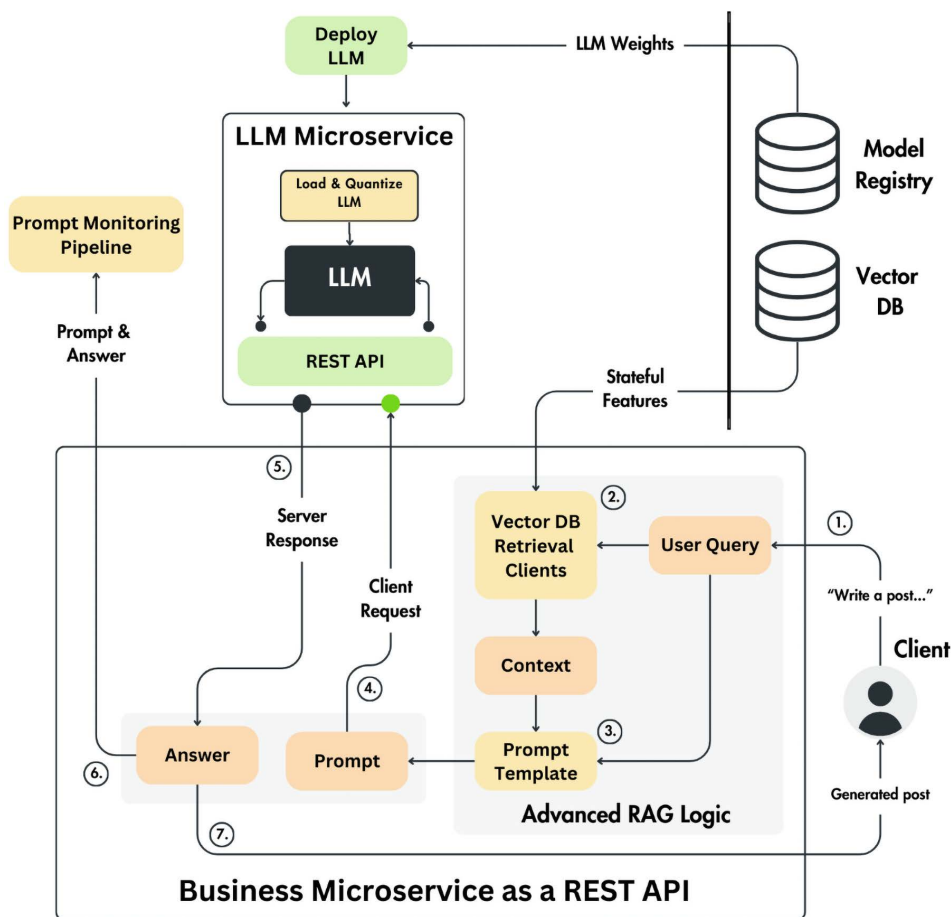 Deploy
LLM
LLM Weights
LLM Microservice
Load & Quantize
LLM
LLM
REST API
Model
Registry
Vector
DB
Prompt Monitoring
Pipeline
Prompt &
Answer
Stateful
Features
5.
Server
Response
Client
Request
4.
2.
Vector DB
Retrieval
Clients
User Query
1.
“Write a post...”
Client
Context
3.
Prompt
Template
Prompt
Answer
6.
7.
Advanced RAG Logic
Generated post
Business Microservice as a REST API